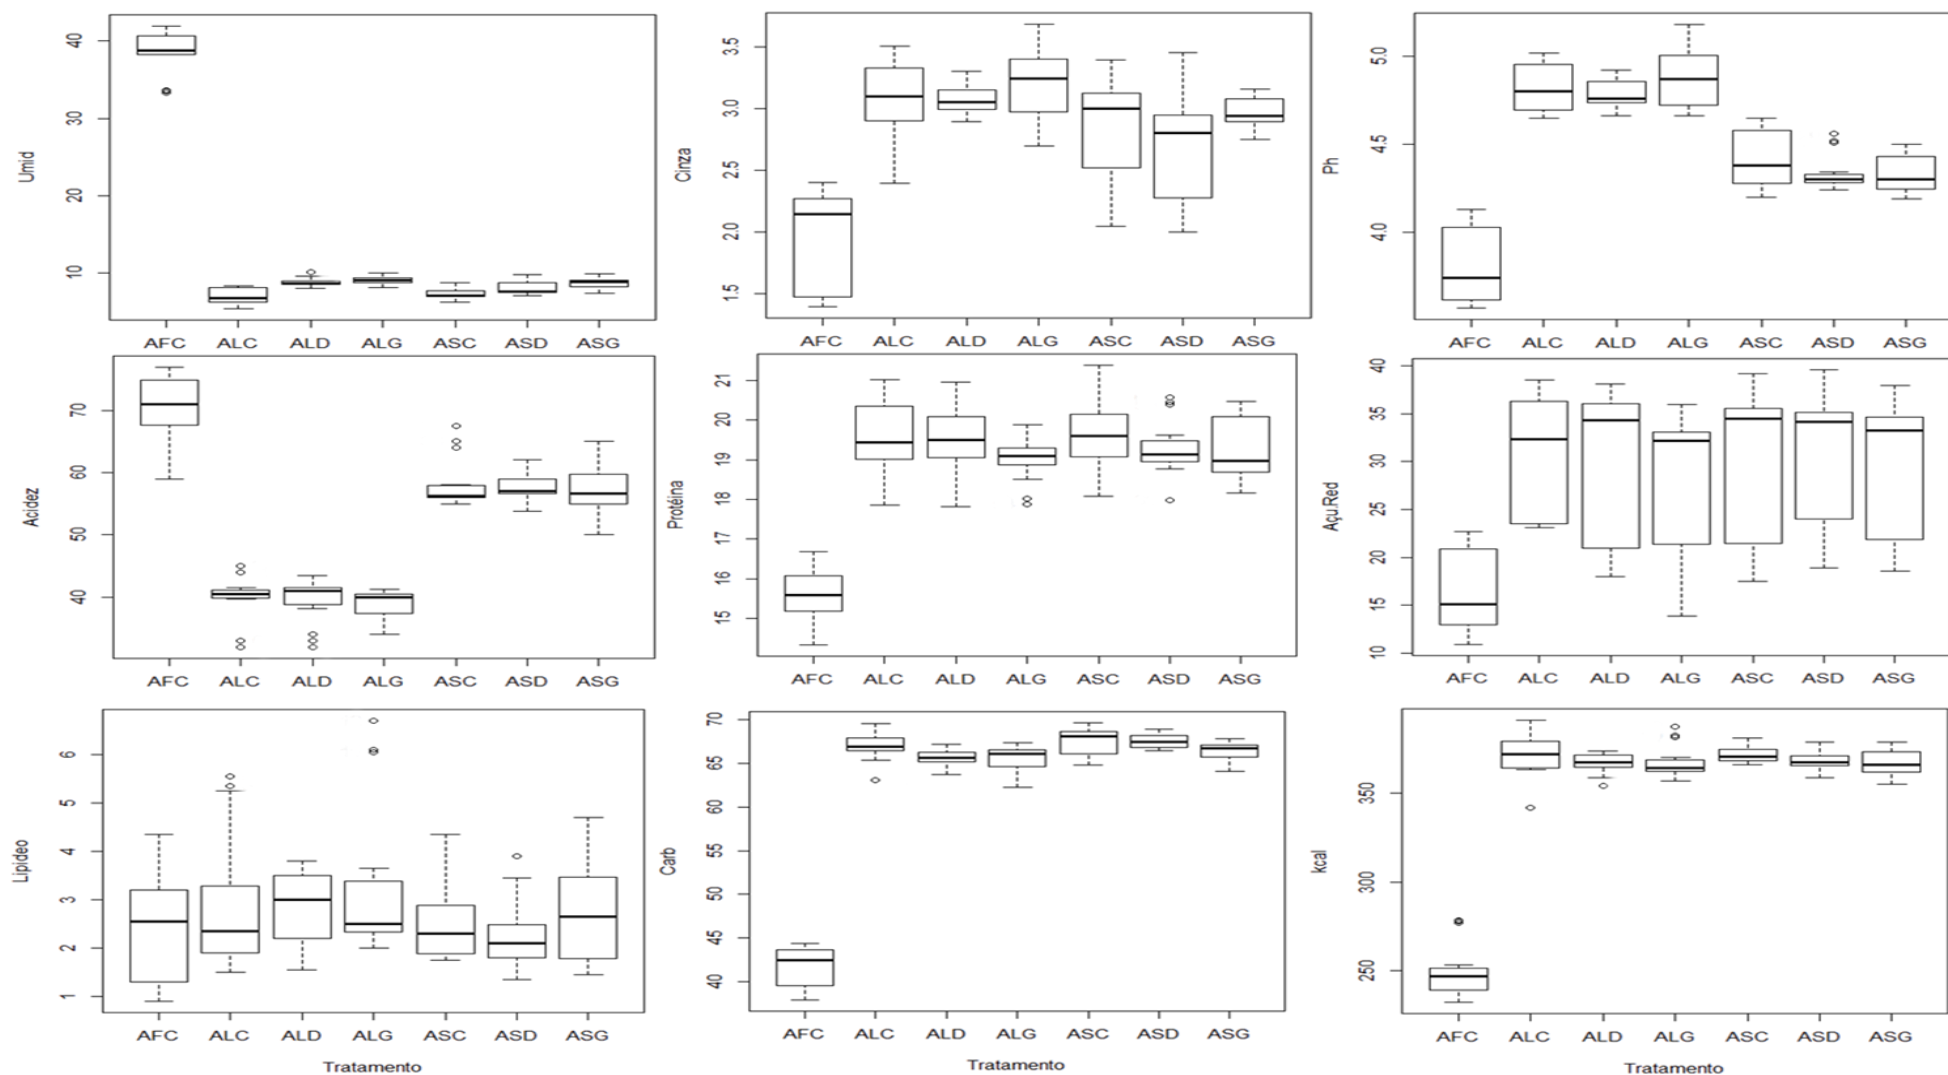 Umid
40
30
20
10
AFC ALC ALD ALG ASC ASD ASG
Cinza
3.5
3.0
2.5
2.0
1.5
AFC ALC ALD ALG ASC ASD ASG
Ph
5.0
4.5
4.0
AFC ALC ALD ALG ASC ASD ASG
Acidez
70
60
50
40
AFC ALC ALD ALG ASC ASD ASG
Protéina
21
20
19
18
17
16
15
AFC ALC ALD ALG ASC ASD ASG
Açu.Red
40
35
30
25
20
15
10
AFC ALC ALD ALG ASC ASD ASG
Lipideo
6
5
4
3
2
1
AFC ALC ALD ALG ASC ASD ASG
Tratamento
Carb
70
65
60
55
50
45
40
AFC ALC ALD ALG ASC ASD ASG
Tratamento
kcal
350
300
250
AFC ALC ALD ALG ASC ASD ASG
Tratamento